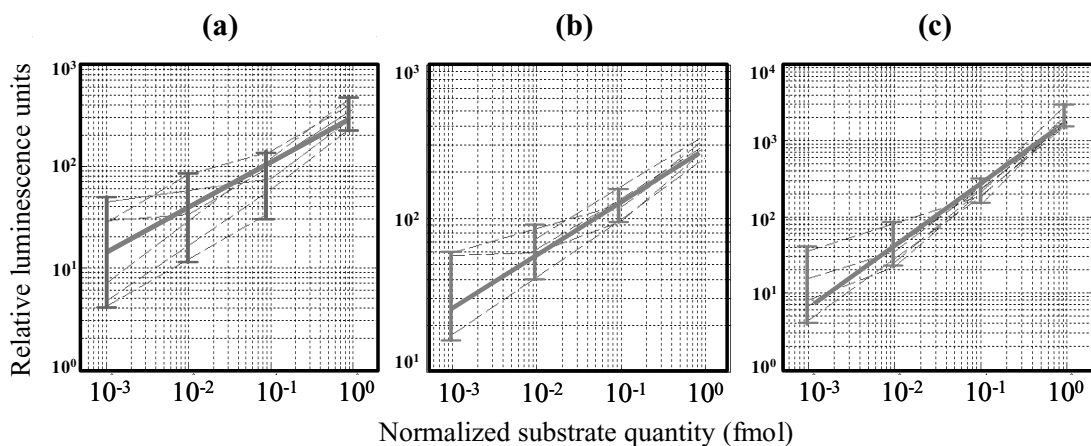 (a) (b) (c)
Relative luminescence units
10³ 10² 10¹ 10⁰
10³ 10² 10¹
10⁴ 10³ 10² 10¹ 10⁰
10⁻³ 10⁻² 10⁻¹ 10⁰
10⁻³ 10⁻² 10⁻¹ 10⁰
10⁻³ 10⁻² 10⁻¹ 10⁰
Normalized substrate quantity (fmol)